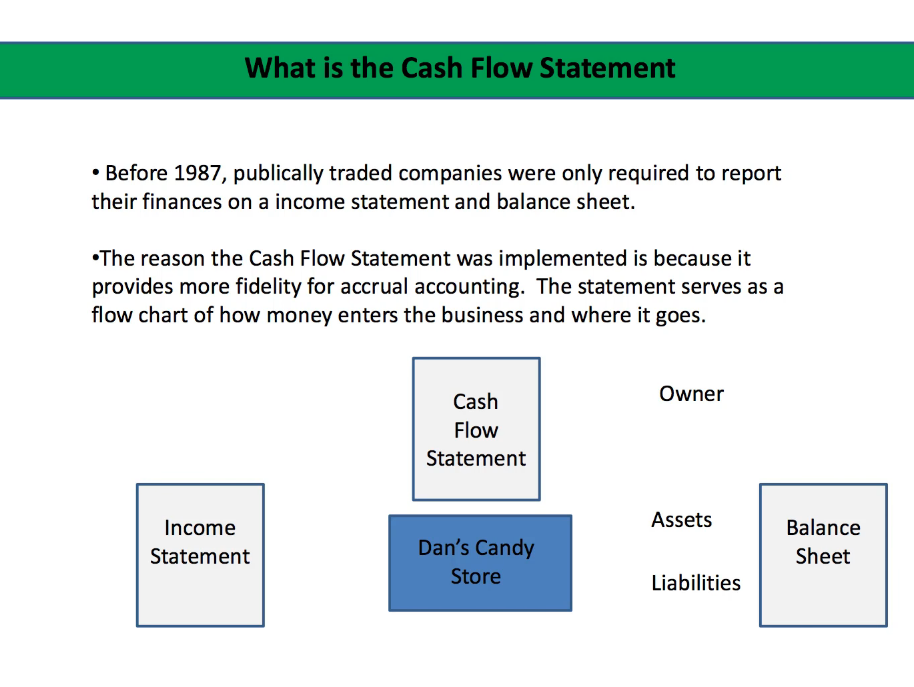 What is the Cash Flow Statement
• Before 1987, publically traded companies were only required to report
their finances on a income statement and balance sheet.
•The reason the Cash Flow Statement was implemented is because it
provides more fidelity for accrual accounting.  The statement serves as a
flow chart of how money enters the business and where it goes.
Cash
Flow
Statement
Owner
Income
Statement
Dan’s Candy
Store
Assets
Liabilities
Balance
Sheet